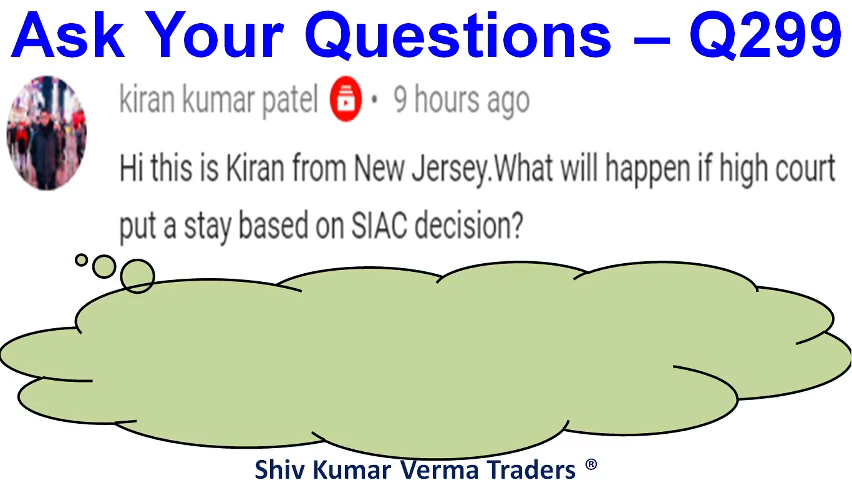 Ask Your Questions – Q299
kiran kumar patel • 9 hours ago
Hi this is Kiran from New Jersey.What will happen if high court
put a stay based on SIAC decision?
Shiv Kumar Verma Traders ®